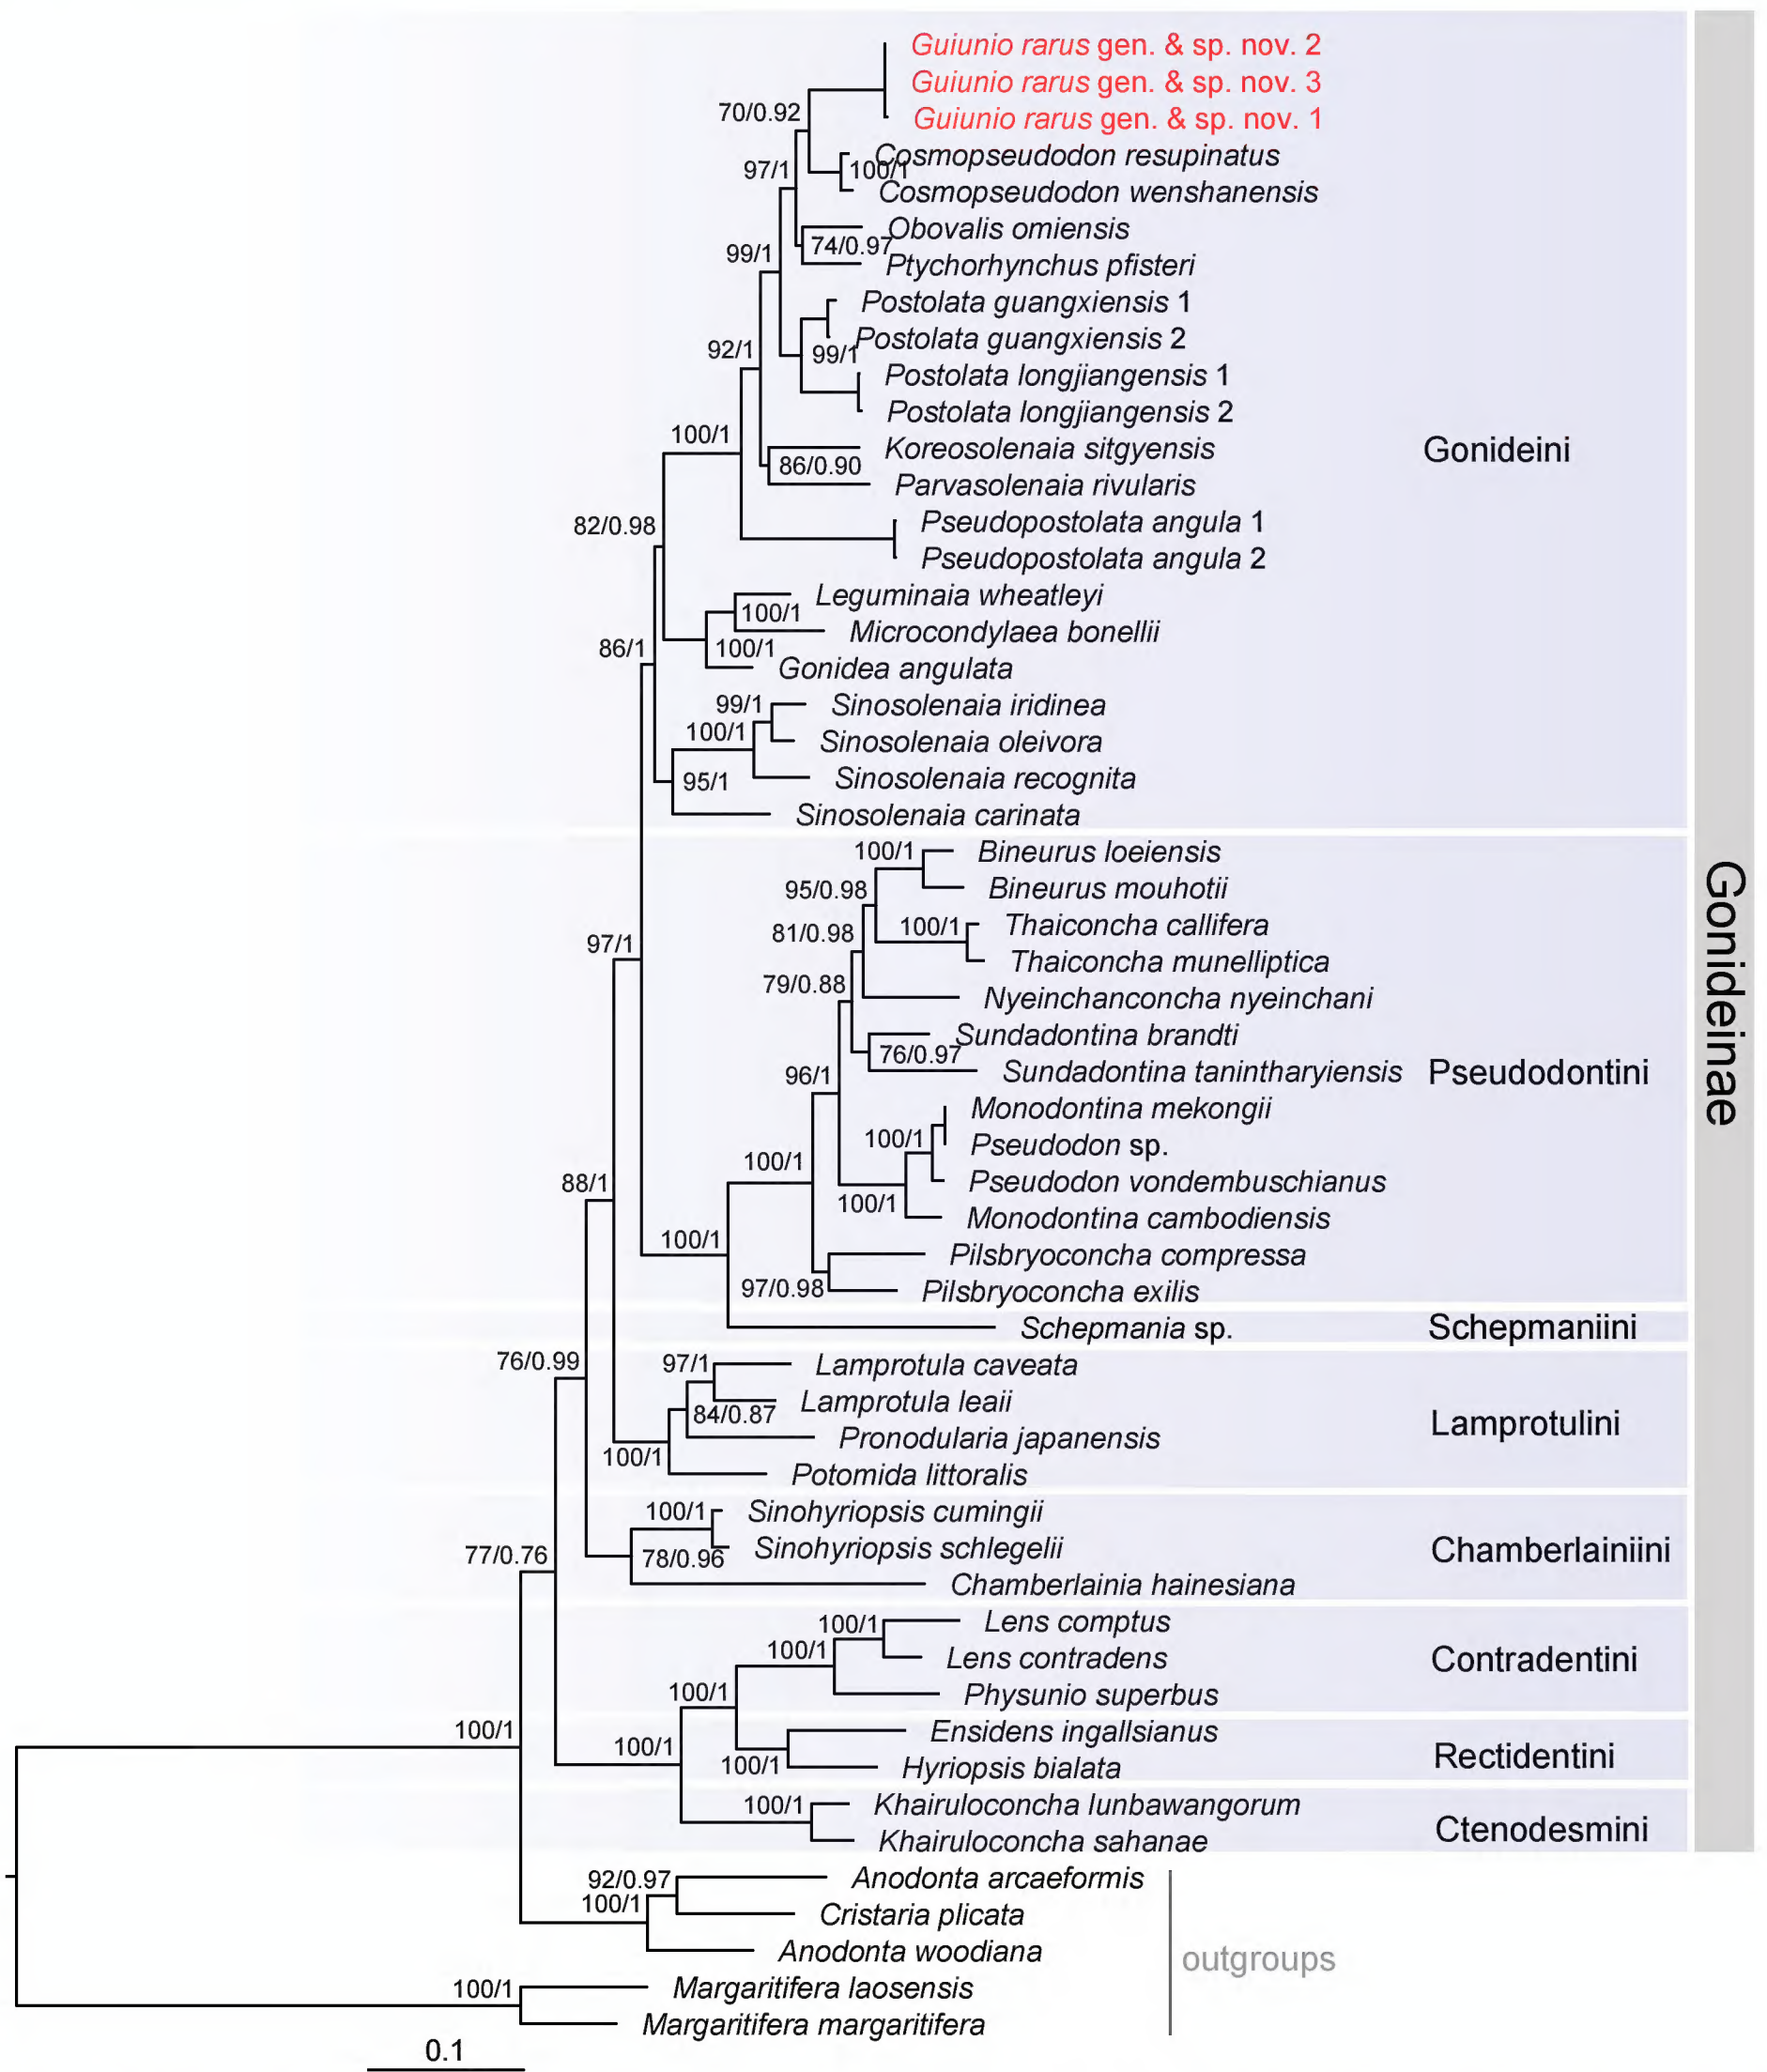 Guiunio rarus gen. & sp. nov. 2
Guiunio rarus gen. & sp. nov. 3
70/0.92
Guiunio rarus gen. & sp. nov. 1
Cosmopseudodon resupinatus
97/1
100/1
Cosmopseudodon wenshanensis
Obovalis omiensis
99/1
74/0.97
Ptychorhynchus pfisteri
Postolata guangxiensis 1
Postolata guangxiensis 2
92/1
99/1
Postolata longjiangensis 1
Postolata longjiangensis 2
100/1
Koreosolenaia sitgyensis
Gonideini
86/0.90
Parvasolenaia rivularis
82/0.98
Pseudopostolata angula 1
Pseudopostolata angula 2
Leguminaia wheatleyi
100/1
Microcondylaea bonellii
86/1
100/1
Gonidea angulata
99/1
Sinosolenaia iridinea
100/1
Sinosolenaia oleivora
95/1
Sinosolenaia recognita
Sinosolenaia carinata
100/1
Bineurus loeiensis
95/0.98
Bineurus mouhotii
81/0.98
100/1
Thaiconcha callifera
97/1
Thaiconcha munelliptica
79/0.88
Nyeinchanconcha nyeinchani
Gonideinae
Sundadontina brandti
76/0.97
96/1
Sundadontina tanintharyiensis
Pseudodontini
Monodontina mekongii
100/1
Pseudodon sp.
100/1
88/1
Pseudodon vondembuschianus
100/1
Monodontina cambodiensis
100/1
Pilsbryoconcha compressa
97/0.98
Pilsbryoconcha exilis
Schepmania sp.
Schepmaniini
76/0.99
97/1
Lamprotula caveata
84/0.87
Lamprotula leaii
Lamprotulini
Pronodularia japanensis
100/1
Potomida littoralis
100/1
Sinohyriopsis cumingii
77/0.76
78/0.96
Sinohyriopsis schlegelii
Chamberlainiini
Chamberlainia hainesiana
100/1
Lens comptus
100/1
Lens contradens
Contradentini
100/1
Physunio superbus
100/1
100/1
Ensidens ingallsianus
100/1
Hyriopsis bialata
Rectidentini
100/1
Khairuloconcha lunbawangorum
Khairuloconcha sahanae
Ctenodesmini
92/0.97
Anodonta arcaeformis
100/1
Cristaria plicata
Anodonta woodiana
outgroups
100/1
Margaritifera laosensis
Margaritifera margaritifera
0.1